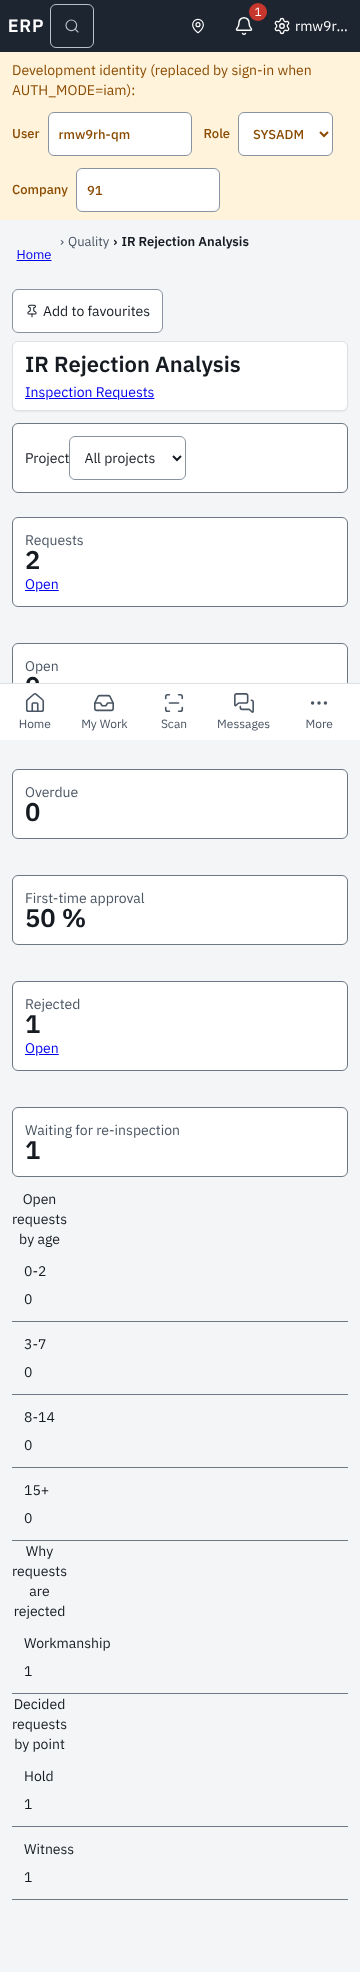 ERP
1
rmw9r...
Development identity (replaced by sign-in when
AUTH_MODE=iam):
User rmw9rh-qm Role SYSADM
Company 91
Home › Quality › IR Rejection Analysis
Add to favourites
IR Rejection Analysis
Inspection Requests
Project All projects
Requests
2
Open
Open
Home My Work Scan Messages More
Overdue
0
First-time approval
50 %
Rejected
1
Open
Waiting for re-inspection
1
Open
requests
by age
0-2
0
3-7
0
8-14
0
15+
0
Why
requests
are
rejected
Workmanship
1
Decided
requests
by point
Hold
1
Witness
1